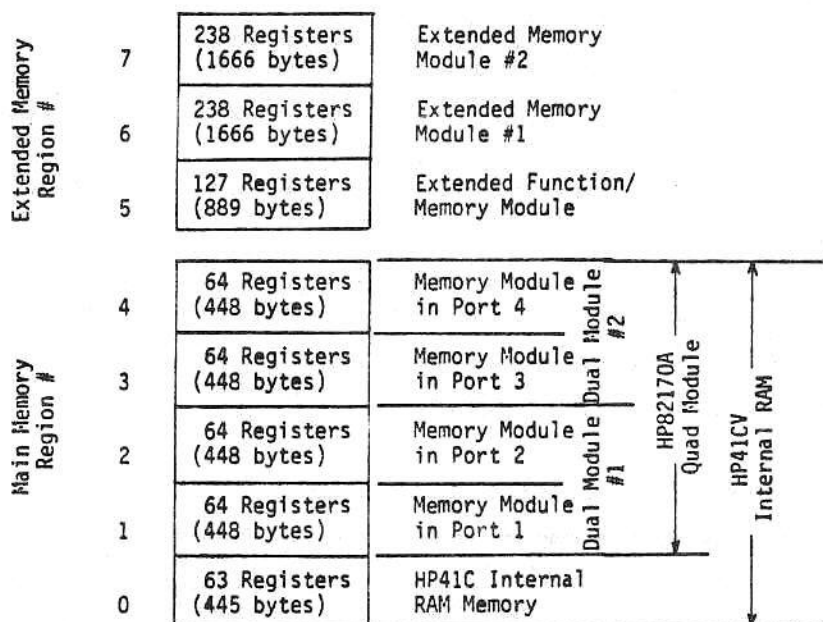 Extended Memory
Region #
7
238 Registers
(1666 bytes)
Extended Memory
Module #2
6
238 Registers
(1666 bytes)
Extended Memory
Module #1
5
127 Registers
(889 bytes)
Extended Function/
Memory Module
Main Memory
Region #
4
64 Registers
(448 bytes)
Memory Module
in Port 4
3
64 Registers
(448 bytes)
Memory Module
in Port 3
Dual Module
#2
2
64 Registers
(448 bytes)
Memory Module
in Port 2
1
64 Registers
(448 bytes)
Memory Module
in Port 1
Dual Module
#1
HP82170A
Quad Module
HP41CV
Internal RAM
0
63 Registers
(445 bytes)
HP41C Internal
RAM Memory